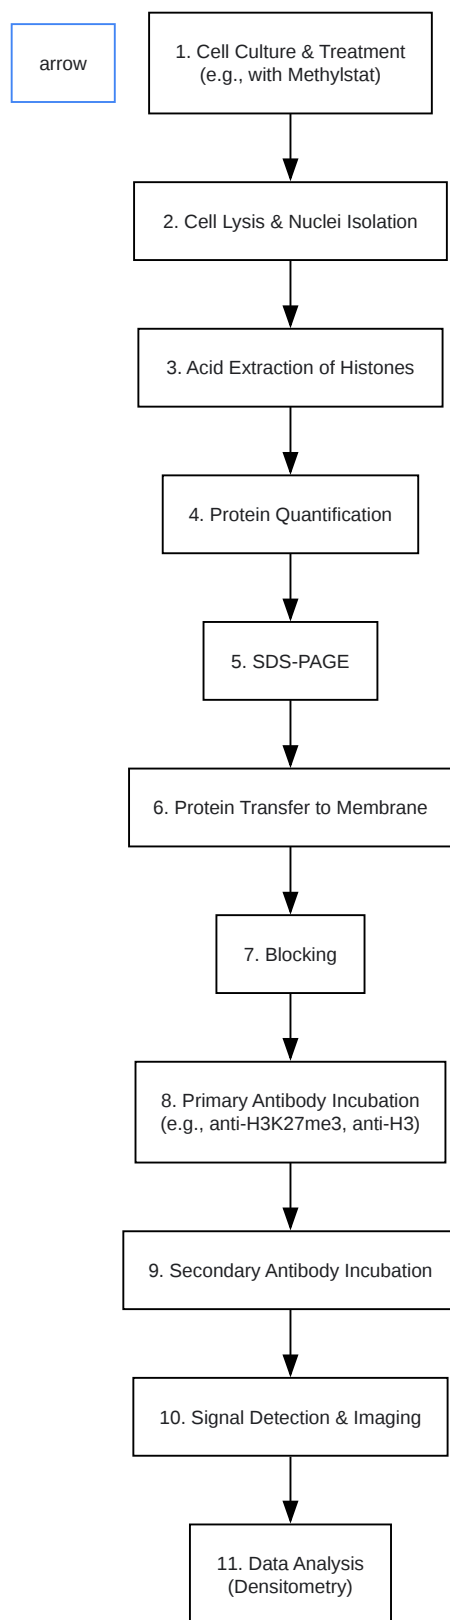 arrow
1. Cell Culture & Treatment
(e.g., with Methylstat)
2. Cell Lysis & Nuclei Isolation
3. Acid Extraction of Histones
4. Protein Quantification
5. SDS-PAGE
6. Protein Transfer to Membrane
7. Blocking
8. Primary Antibody Incubation
(e.g., anti-H3K27me3, anti-H3)
9. Secondary Antibody Incubation
10. Signal Detection & Imaging
11. Data Analysis
(Densitometry)